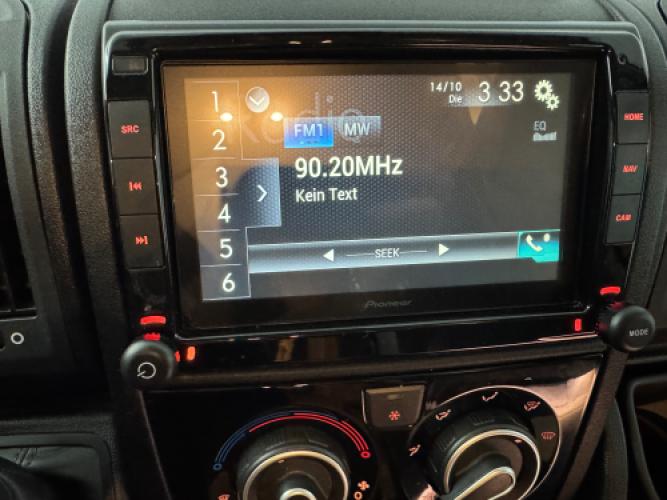 14/10
Die
3 33
1
Radio
2
FM1 MW
EQ
90.20MHz
3
Kein Text
4
5
SEEK
6
Pioneer
SRC
HOME
NAV
CAM
MODE